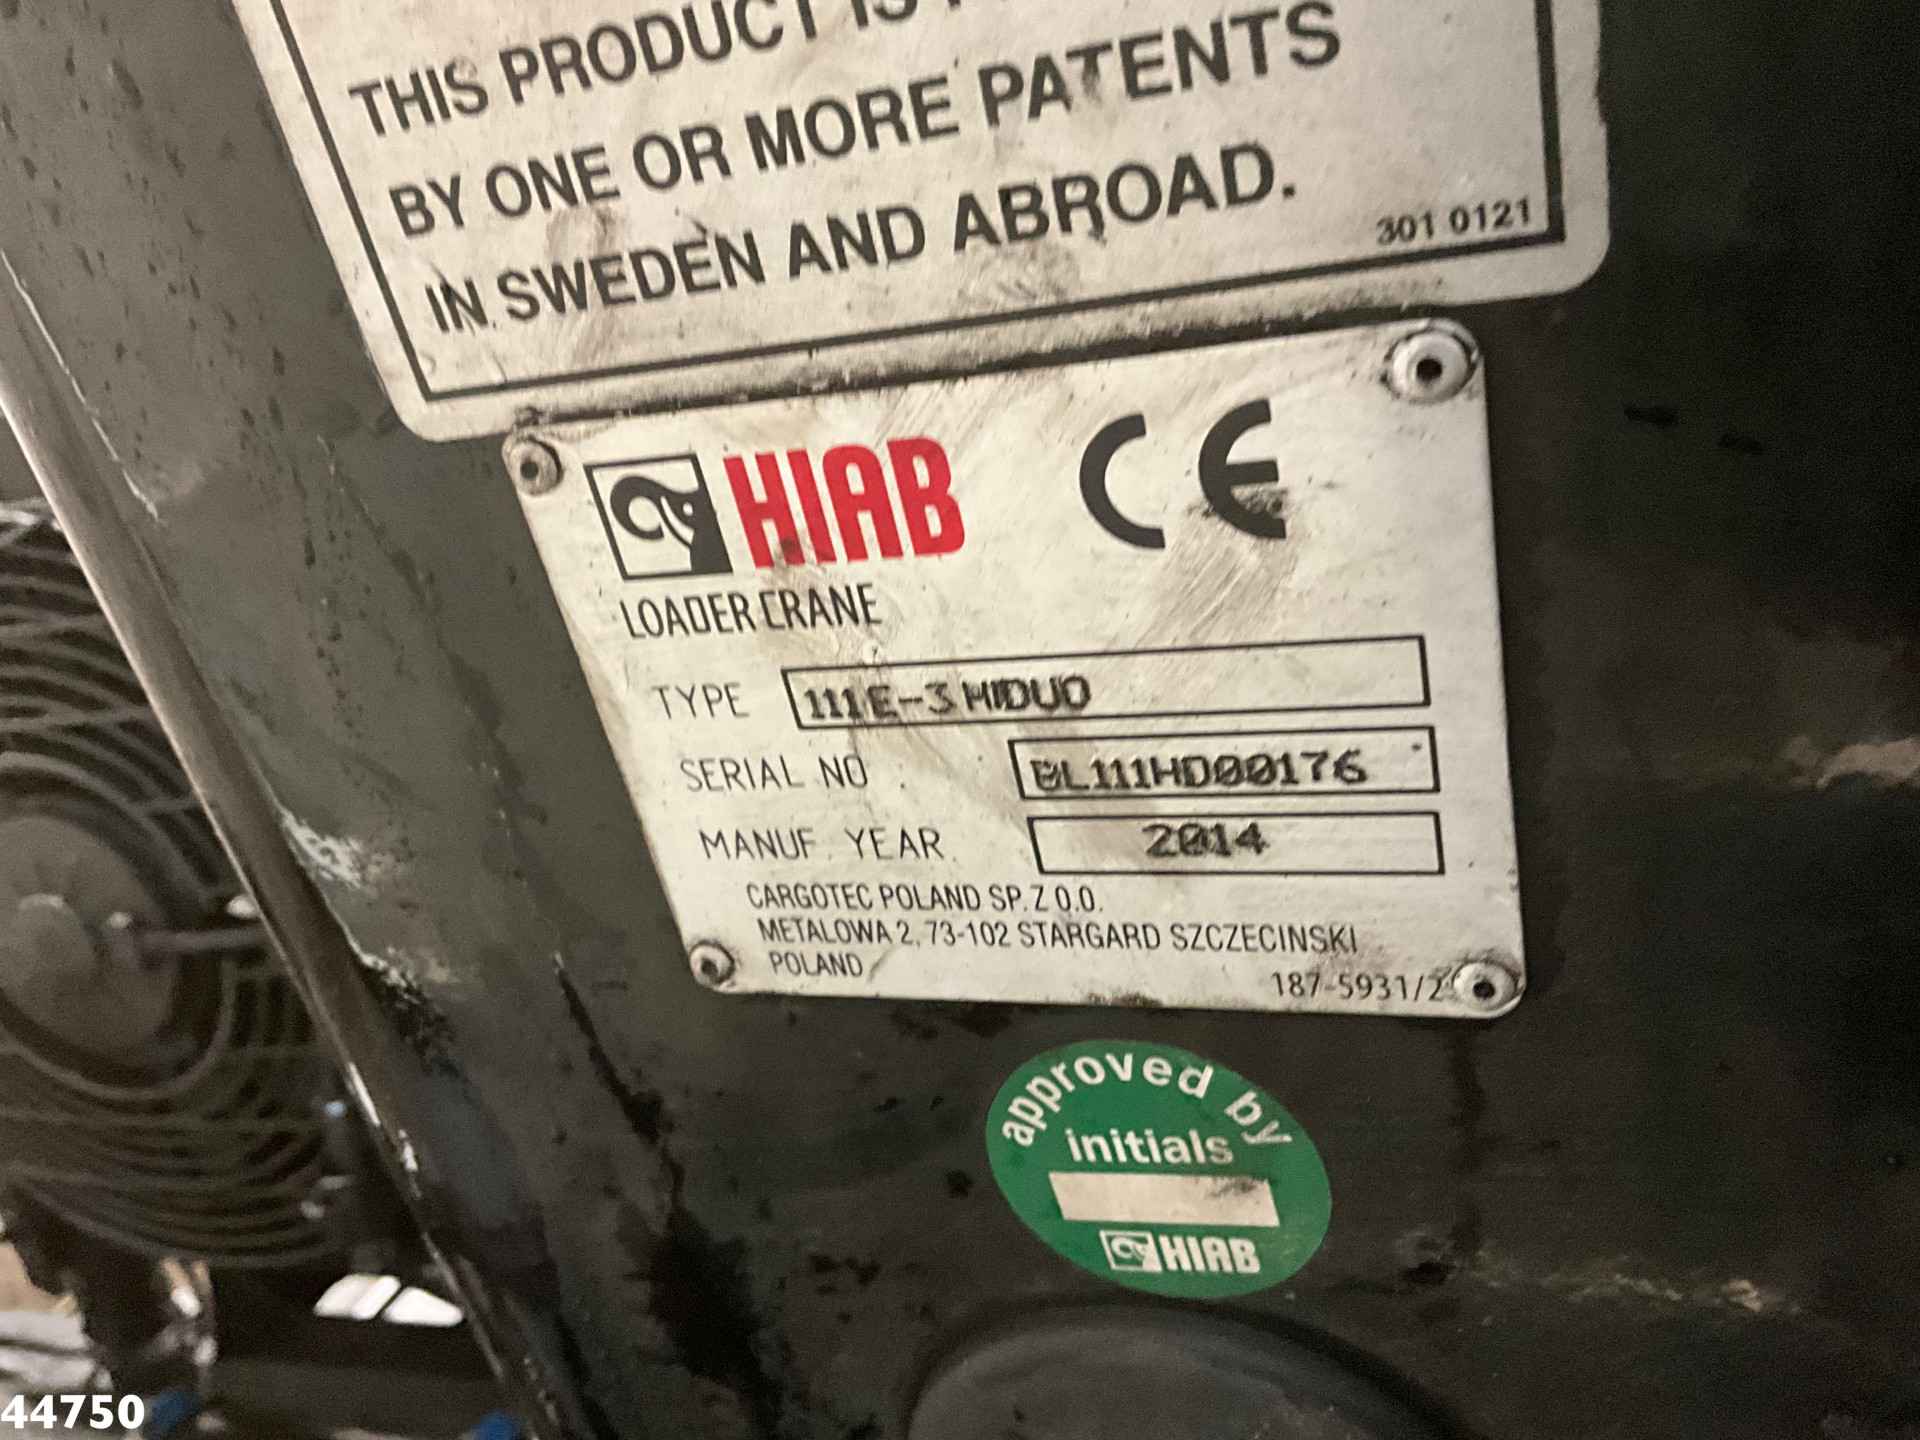 THIS PRODUCT IS
BY ONE OR MORE PATENTS
IN SWEDEN AND ABROAD.
301 0121
HIAB CE
LOADER CRANE
TYPE 111E-3 HIDUO
SERIAL NO. BL111HD00176
MANUF. YEAR. 2014
CARGOTEC POLAND SP. Z O.O.
METALOWA 2, 73-102 STARGARD SZCZECINSKI
POLAND
187-5931/2
approved by
initials
HIAB
44750